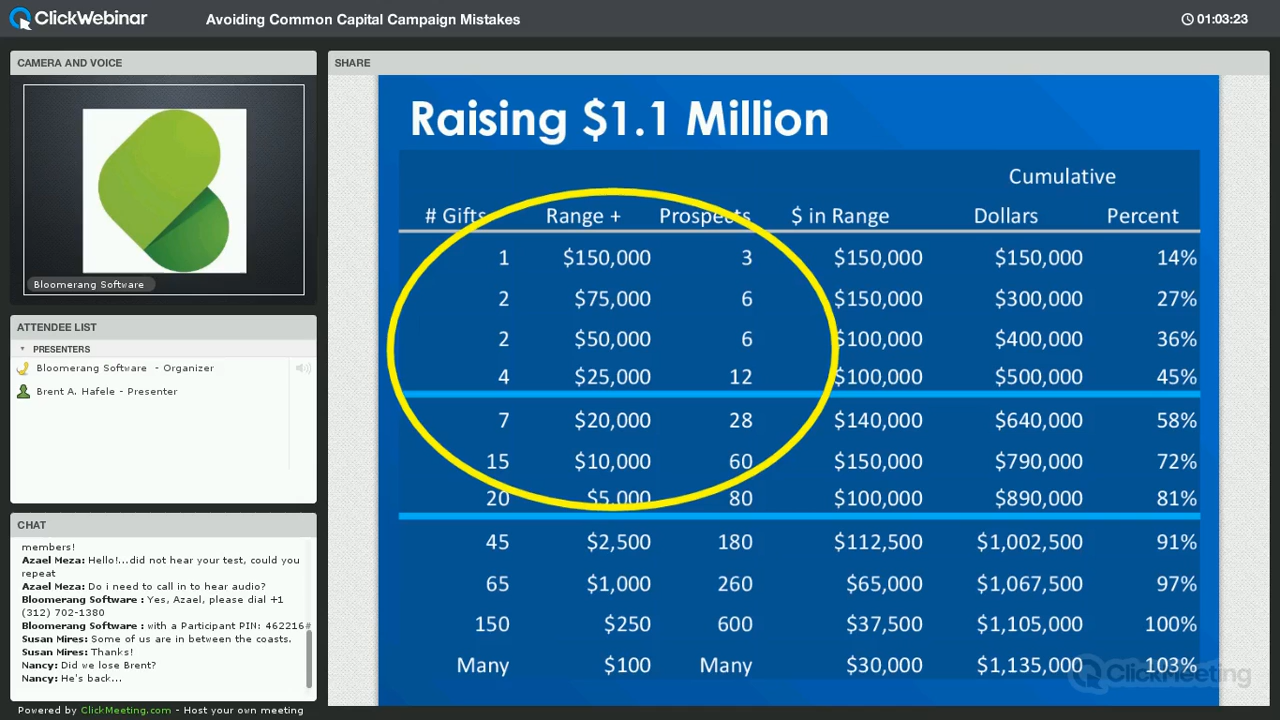 ClickWebinar
Avoiding Common Capital Campaign Mistakes
01:03:23
CAMERA AND VOICE
Bloomerang Software
ATTENDEE LIST
PRESENTERS
Bloomerang Software - Organizer
Brent A. Hafele - Presenter
CHAT
members!
Azael Meza: Hello!...did not hear your test, could you
repeat
Azael Meza: Do i need to call in to hear audio?
Bloomerang Software : Yes, Azael, please dial +1
(312) 702-1380
Bloomerang Software : with a Participant PIN: 462216#
Susan Mires: Some of us are in between the coasts.
Susan Mires: Thanks!
Nancy: Did we lose Brent?
Nancy: He's back...
Powered by ClickMeeting.com - Host your own meeting
SHARE
Raising $1.1 Million
Cumulative
# Gifts Range + Prospects $ in Range Dollars Percent
1 $150,000 3 $150,000 $150,000 14%
2 $75,000 6 $150,000 $300,000 27%
2 $50,000 6 $100,000 $400,000 36%
4 $25,000 12 $100,000 $500,000 45%
7 $20,000 28 $140,000 $640,000 58%
15 $10,000 60 $150,000 $790,000 72%
20 $5,000 80 $100,000 $890,000 81%
45 $2,500 180 $112,500 $1,002,500 91%
65 $1,000 260 $65,000 $1,067,500 97%
150 $250 600 $37,500 $1,105,000 100%
Many $100 Many $30,000 $1,135,000 103%
ClickMeeting